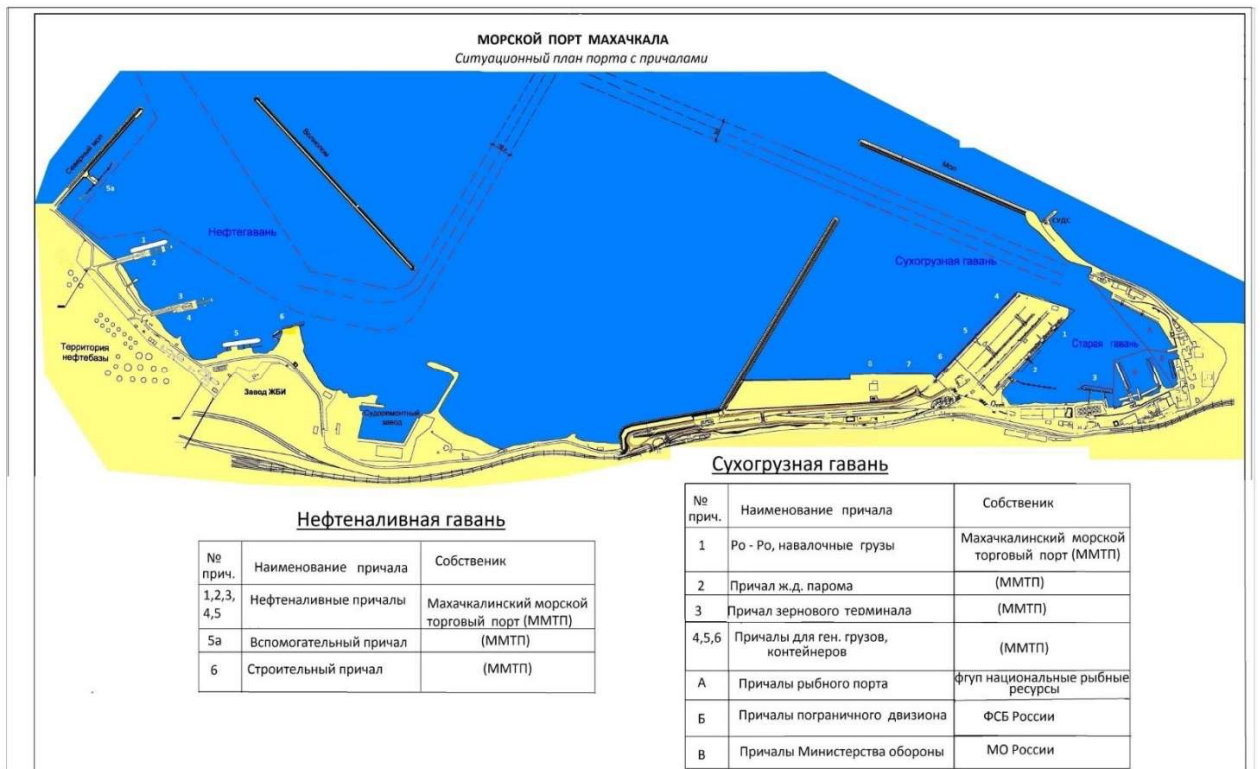 МОРСКОЙ ПОРТ МАХАЧКАЛА
Ситуационный план порта с причалами
Северный мол
5а
Волнолом
Мол
СУДС
Нефтегавань
Сухогрузная гавань
Старая гавань
1
2
3
4
5
6
Территория
нефтебазы
Завод ЖБИ
Судоремонтный
завод
8
7
6
5
4
1
2
3
Нефтеналивная гавань
№ прич. Наименование причала Собственик
1,2,3, 4,5 Нефтеналивные причалы Махачкалинский морской
торговый порт (ММТП)
5а Вспомогательный причал (ММТП)
6 Строительный причал (ММТП)
Сухогрузная гавань
№ прич. Наименование причала Собственик
1 Ро - Ро, навалочные грузы Махачкалинский морской
торговый порт (ММТП)
2 Причал ж.д. парома (ММТП)
3 Причал зернового терминала (ММТП)
4,5,6 Причалы для ген. грузов,
контейнеров (ММТП)
А Причалы рыбного порта фгуп национальные рыбные
ресурсы
Б Причалы пограничного двизиона ФСБ России
В Причалы Министерства обороны МО России